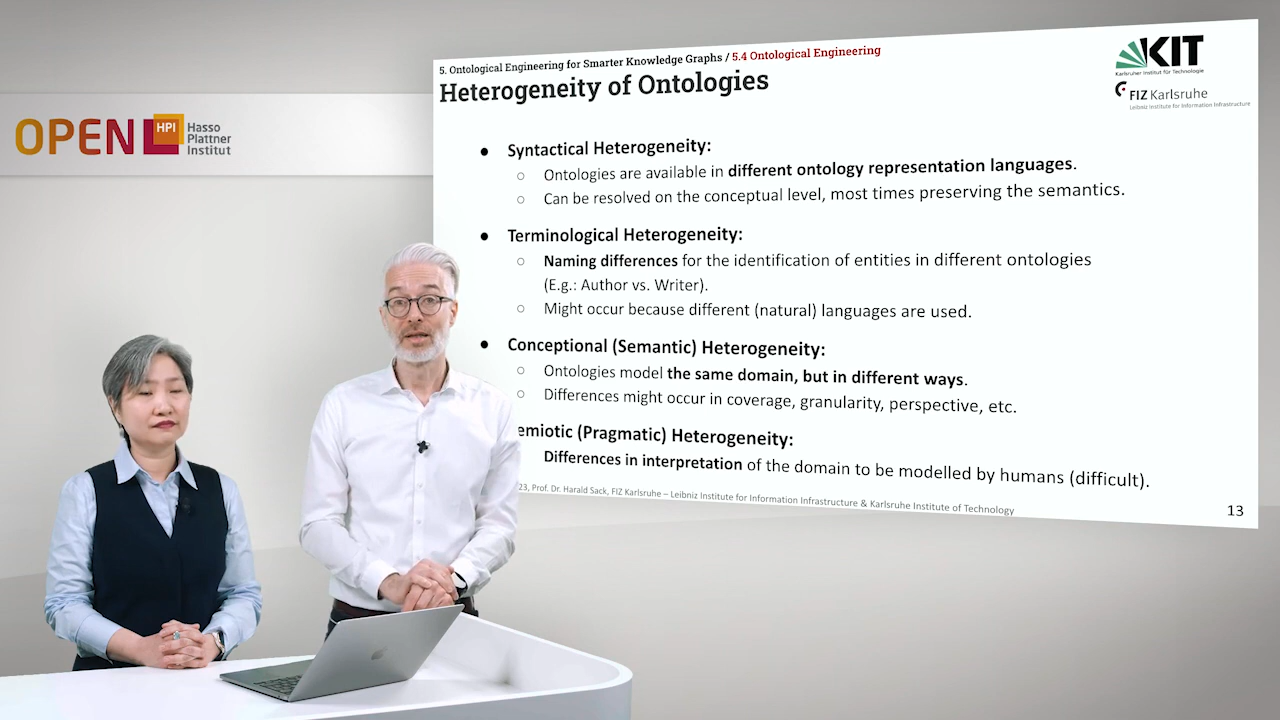 OPEN
HPI
Hasso
Plattner
Institut
5. Ontological Engineering for Smarter Knowledge Graphs / 5.4 Ontological Engineering
Heterogeneity of Ontologies
KIT
Karlsruher Institut für Technologie
FIZ Karlsruhe
Leibniz Institute for Information Infrastructure
● Syntactical Heterogeneity:
○ Ontologies are available in different ontology representation languages.
○ Can be resolved on the conceptual level, most times preserving the semantics.
● Terminological Heterogeneity:
○ Naming differences for the identification of entities in different ontologies
(E.g.: Author vs. Writer).
○ Might occur because different (natural) languages are used.
● Conceptional (Semantic) Heterogeneity:
○ Ontologies model the same domain, but in different ways.
○ Differences might occur in coverage, granularity, perspective, etc.
emiotic (Pragmatic) Heterogeneity:
Differences in interpretation of the domain to be modelled by humans (difficult).
23, Prof. Dr. Harald Sack, FIZ Karlsruhe – Leibniz Institute for Information Infrastructure & Karlsruhe Institute of Technology
13